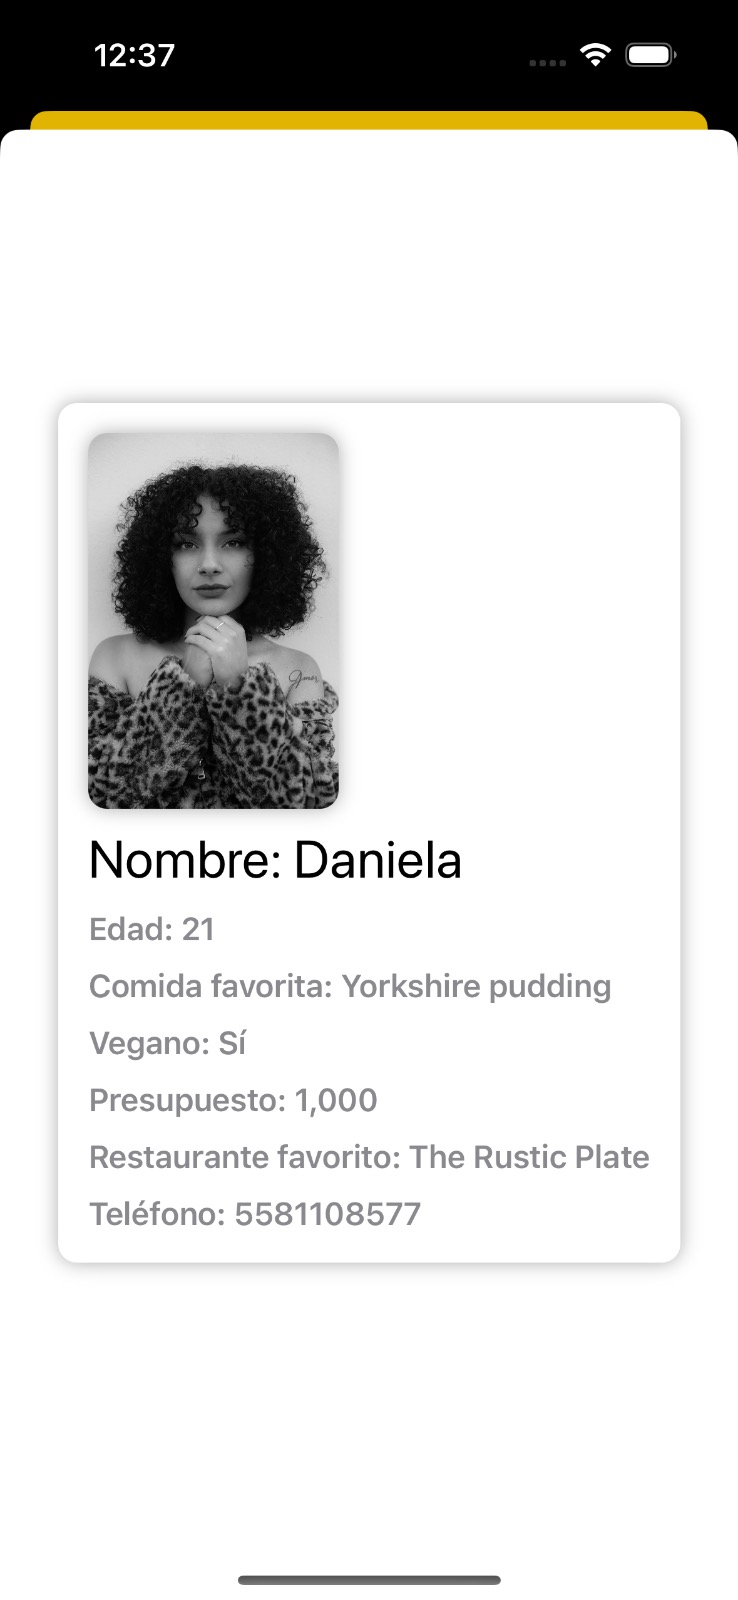 12:37
Nombre: Daniela
Edad: 21
Comida favorita: Yorkshire pudding
Vegano: Sí
Presupuesto: 1,000
Restaurante favorito: The Rustic Plate
Teléfono: 5581108577